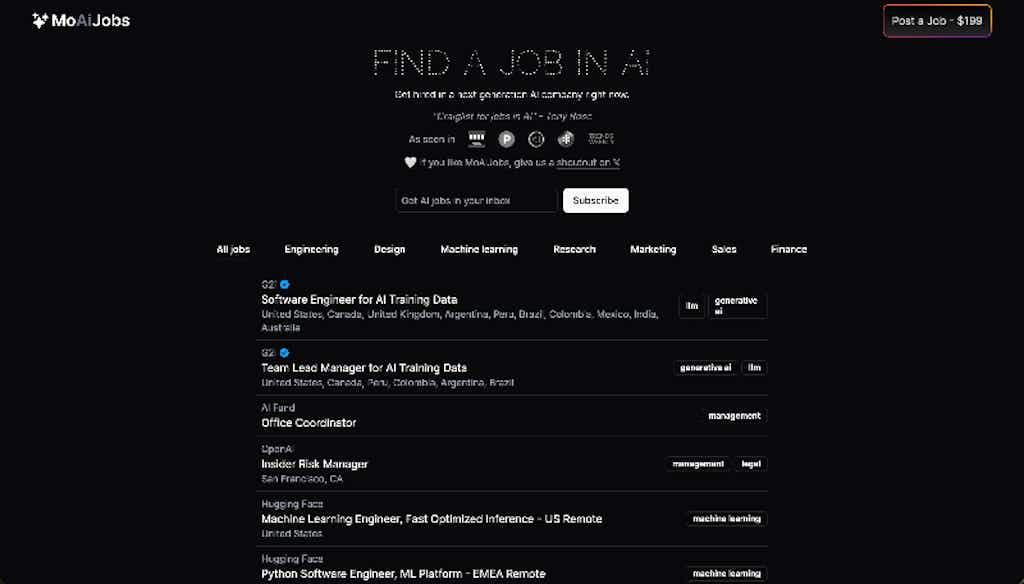 MoAiJobs
Post a Job - $199
FIND A JOB IN Ai
Get hired in a next generation AI company right now.
"Craiglist for jobs in AI" - Tony Rose
As seen in
P
TRENDS
♥ If you like MoAiJobs, give us a shoutout on 𝕏
Get AI jobs in your inbox
Subscribe
All jobs Engineering Design Machine learning Research Marketing Sales Finance
G2i
Software Engineer for AI Training Data
United States, Canada, United Kingdom, Argentina, Peru, Brazil, Colombia, Mexico, India,
Australia
llm
generative
ai
G2i
Team Lead Manager for AI Training Data
United States, Canada, Peru, Colombia, Argentina, Brazil
generative ai llm
AI Fund
Office Coordinator
management
OpenAI
Insider Risk Manager
San Francisco, CA
management legal
Hugging Face
Machine Learning Engineer, Fast Optimized Inference - US Remote
United States
machine learning
Hugging Face
Python Software Engineer, ML Platform - EMEA Remote
machine learning